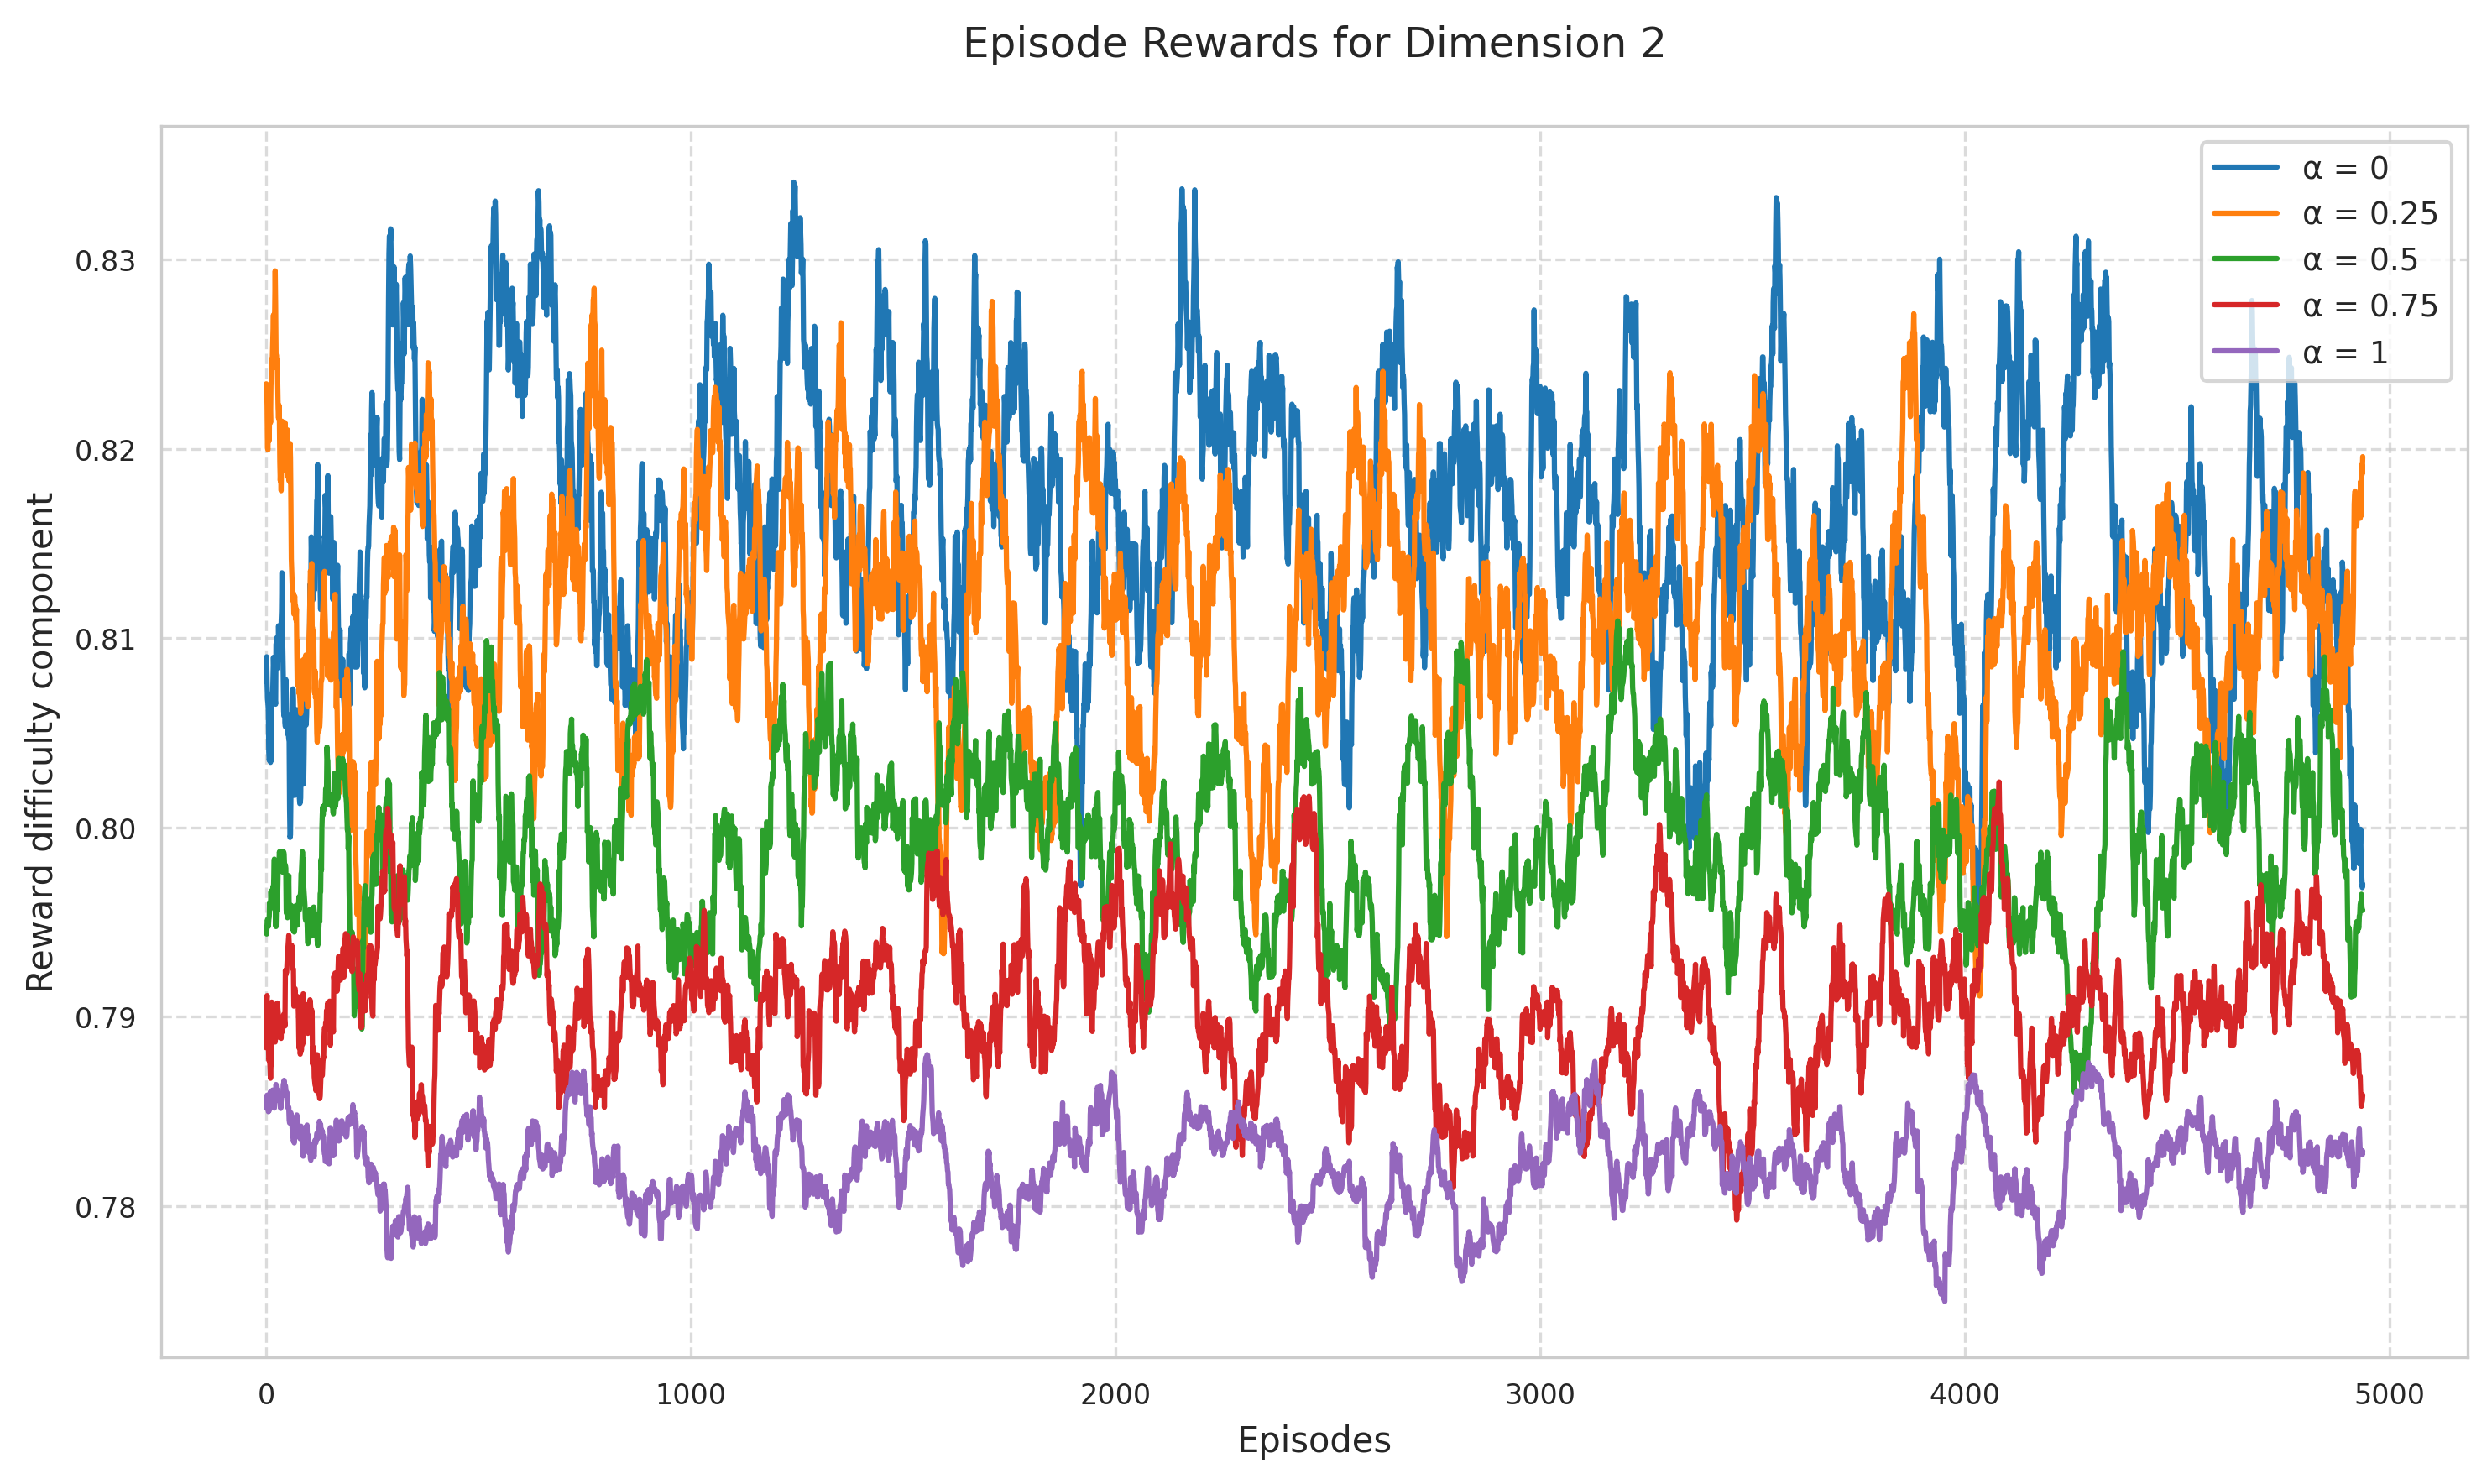 Episode Rewards for Dimension 2
Reward difficulty component
0.83
0.82
0.81
0.80
0.79
0.78
0
1000
2000
3000
4000
5000
Episodes
α = 0
α = 0.25
α = 0.5
α = 0.75
α = 1